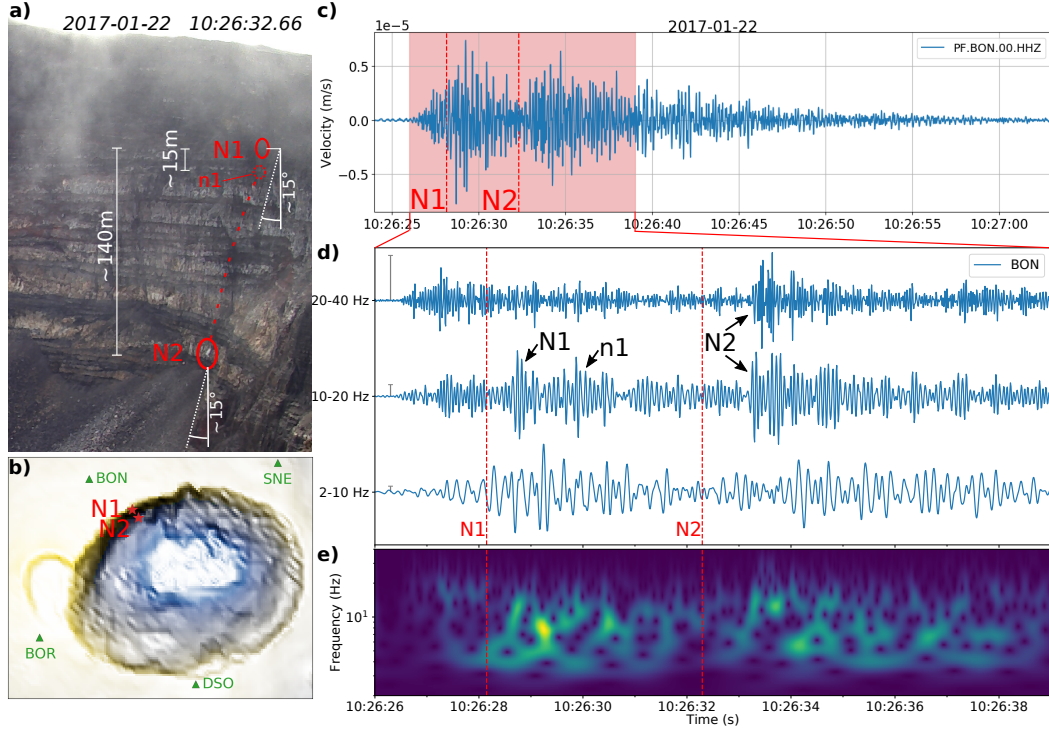 a)
2017-01-22 10:26:32.66
N1
~15m
n1
~15°
~140m
N2
~15°
b)
BON
SNE
N1
N2
BOR
DSO
c)
2017-01-22
1e−5
PF.BON.00.HHZ
Velocity (m/s)
0.5
0.0
−0.5
N1
N2
10:26:25
10:26:30
10:26:35
10:26:40
10:26:45
10:26:50
10:26:55
10:27:00
d)
BON
20-40 Hz
N1
n1
N2
10-20 Hz
2-10 Hz
N1
N2
e)
Frequency (Hz)
10¹
10:26:26
10:26:28
10:26:30
10:26:32
10:26:34
10:26:36
10:26:38
Time (s)